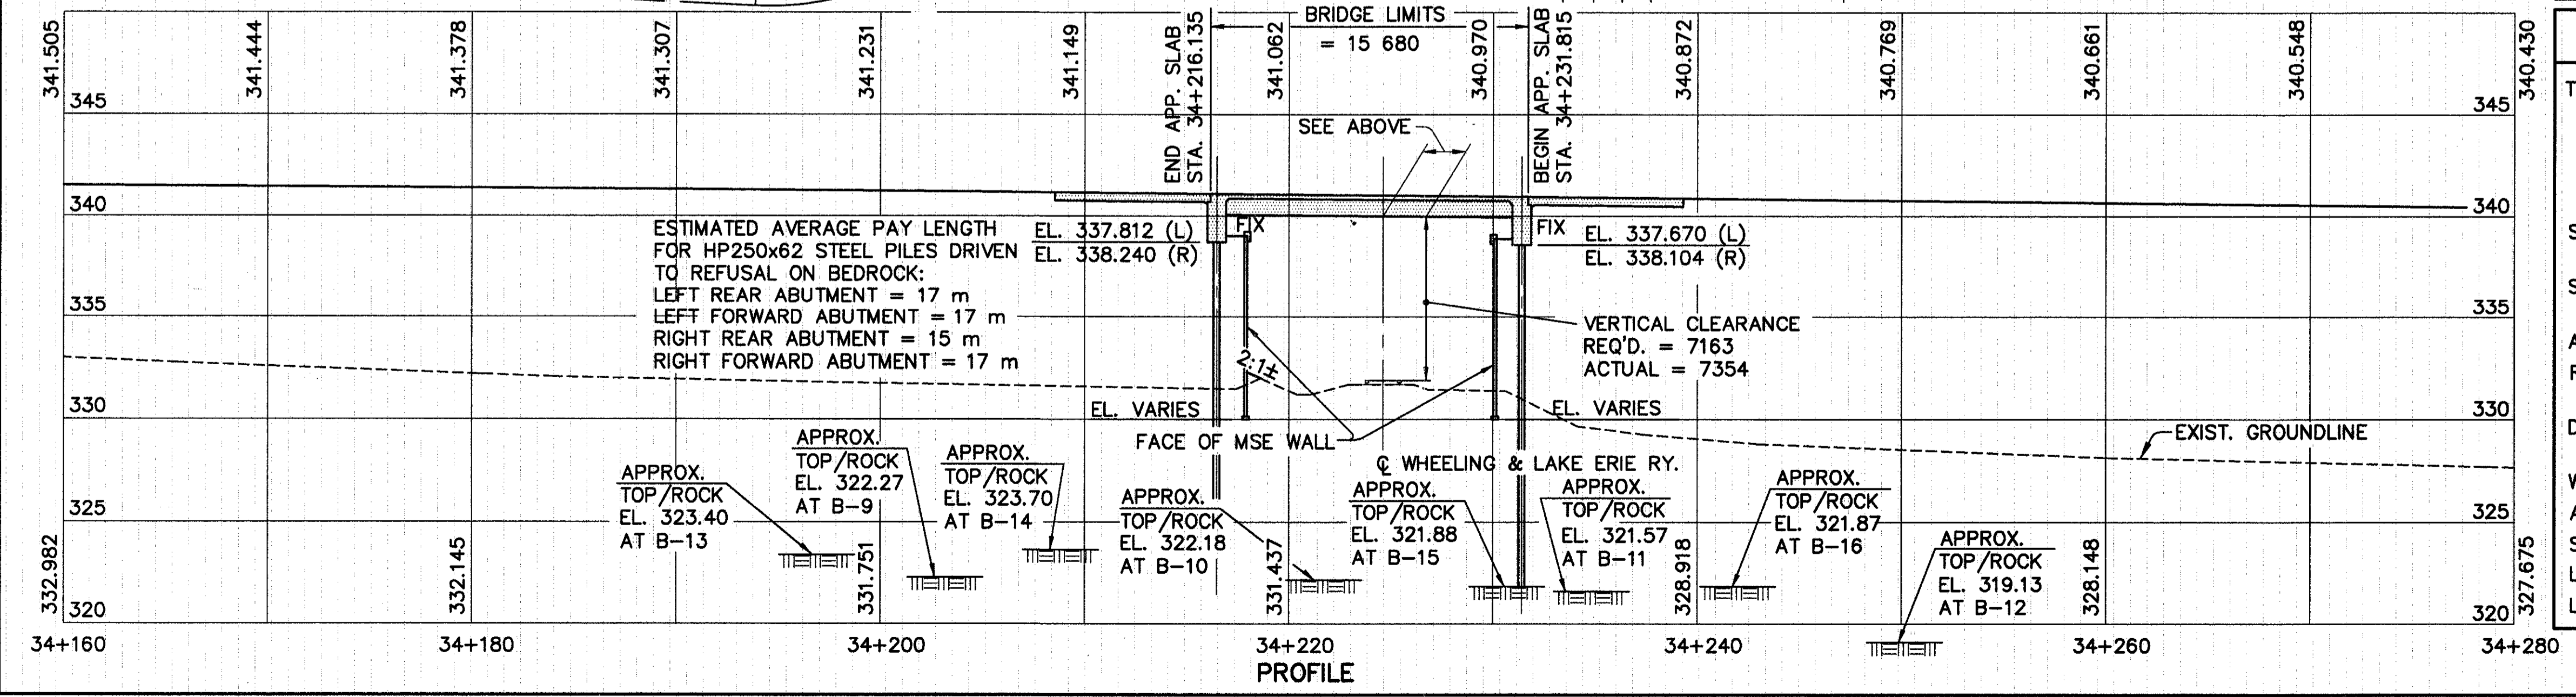 341.505
341.444
341.378
341.307
341.231
341.149
END APP. SLAB
STA. 34+216.135
BRIDGE LIMITS
= 15 680
341.062
340.970
BEGIN APP. SLAB
STA. 34+231.815
340.872
340.769
340.661
340.548
340.430
345
345
SEE ABOVE
340
340
ESTIMATED AVERAGE PAY LENGTH
FOR HP250x62 STEEL PILES DRIVEN
TO REFUSAL ON BEDROCK:
LEFT REAR ABUTMENT = 17 m
LEFT FORWARD ABUTMENT = 17 m
RIGHT REAR ABUTMENT = 15 m
RIGHT FORWARD ABUTMENT = 17 m
EL. 337.812 (L)
EL. 338.240 (R)
FIX
FIX
EL. 337.670 (L)
EL. 338.104 (R)
335
335
VERTICAL CLEARANCE
REQ'D. = 7163
ACTUAL = 7354
2:1±
330
EL. VARIES
EL. VARIES
330
FACE OF MSE WALL
EXIST. GROUNDLINE
℄ WHEELING & LAKE ERIE RY.
APPROX.
TOP/ROCK
EL. 323.40
AT B-13
APPROX.
TOP/ROCK
EL. 322.27
AT B-9
APPROX.
TOP/ROCK
EL. 323.70
AT B-14
APPROX.
TOP/ROCK
EL. 322.18
AT B-10
APPROX.
TOP/ROCK
EL. 321.88
AT B-15
APPROX.
TOP/ROCK
EL. 321.57
AT B-11
APPROX.
TOP/ROCK
EL. 321.87
AT B-16
APPROX.
TOP/ROCK
EL. 319.13
AT B-12
325
325
332.982
332.145
331.751
331.437
328.918
328.148
327.675
320
320
34+160
34+180
34+200
34+220
34+240
34+260
34+280
PROFILE